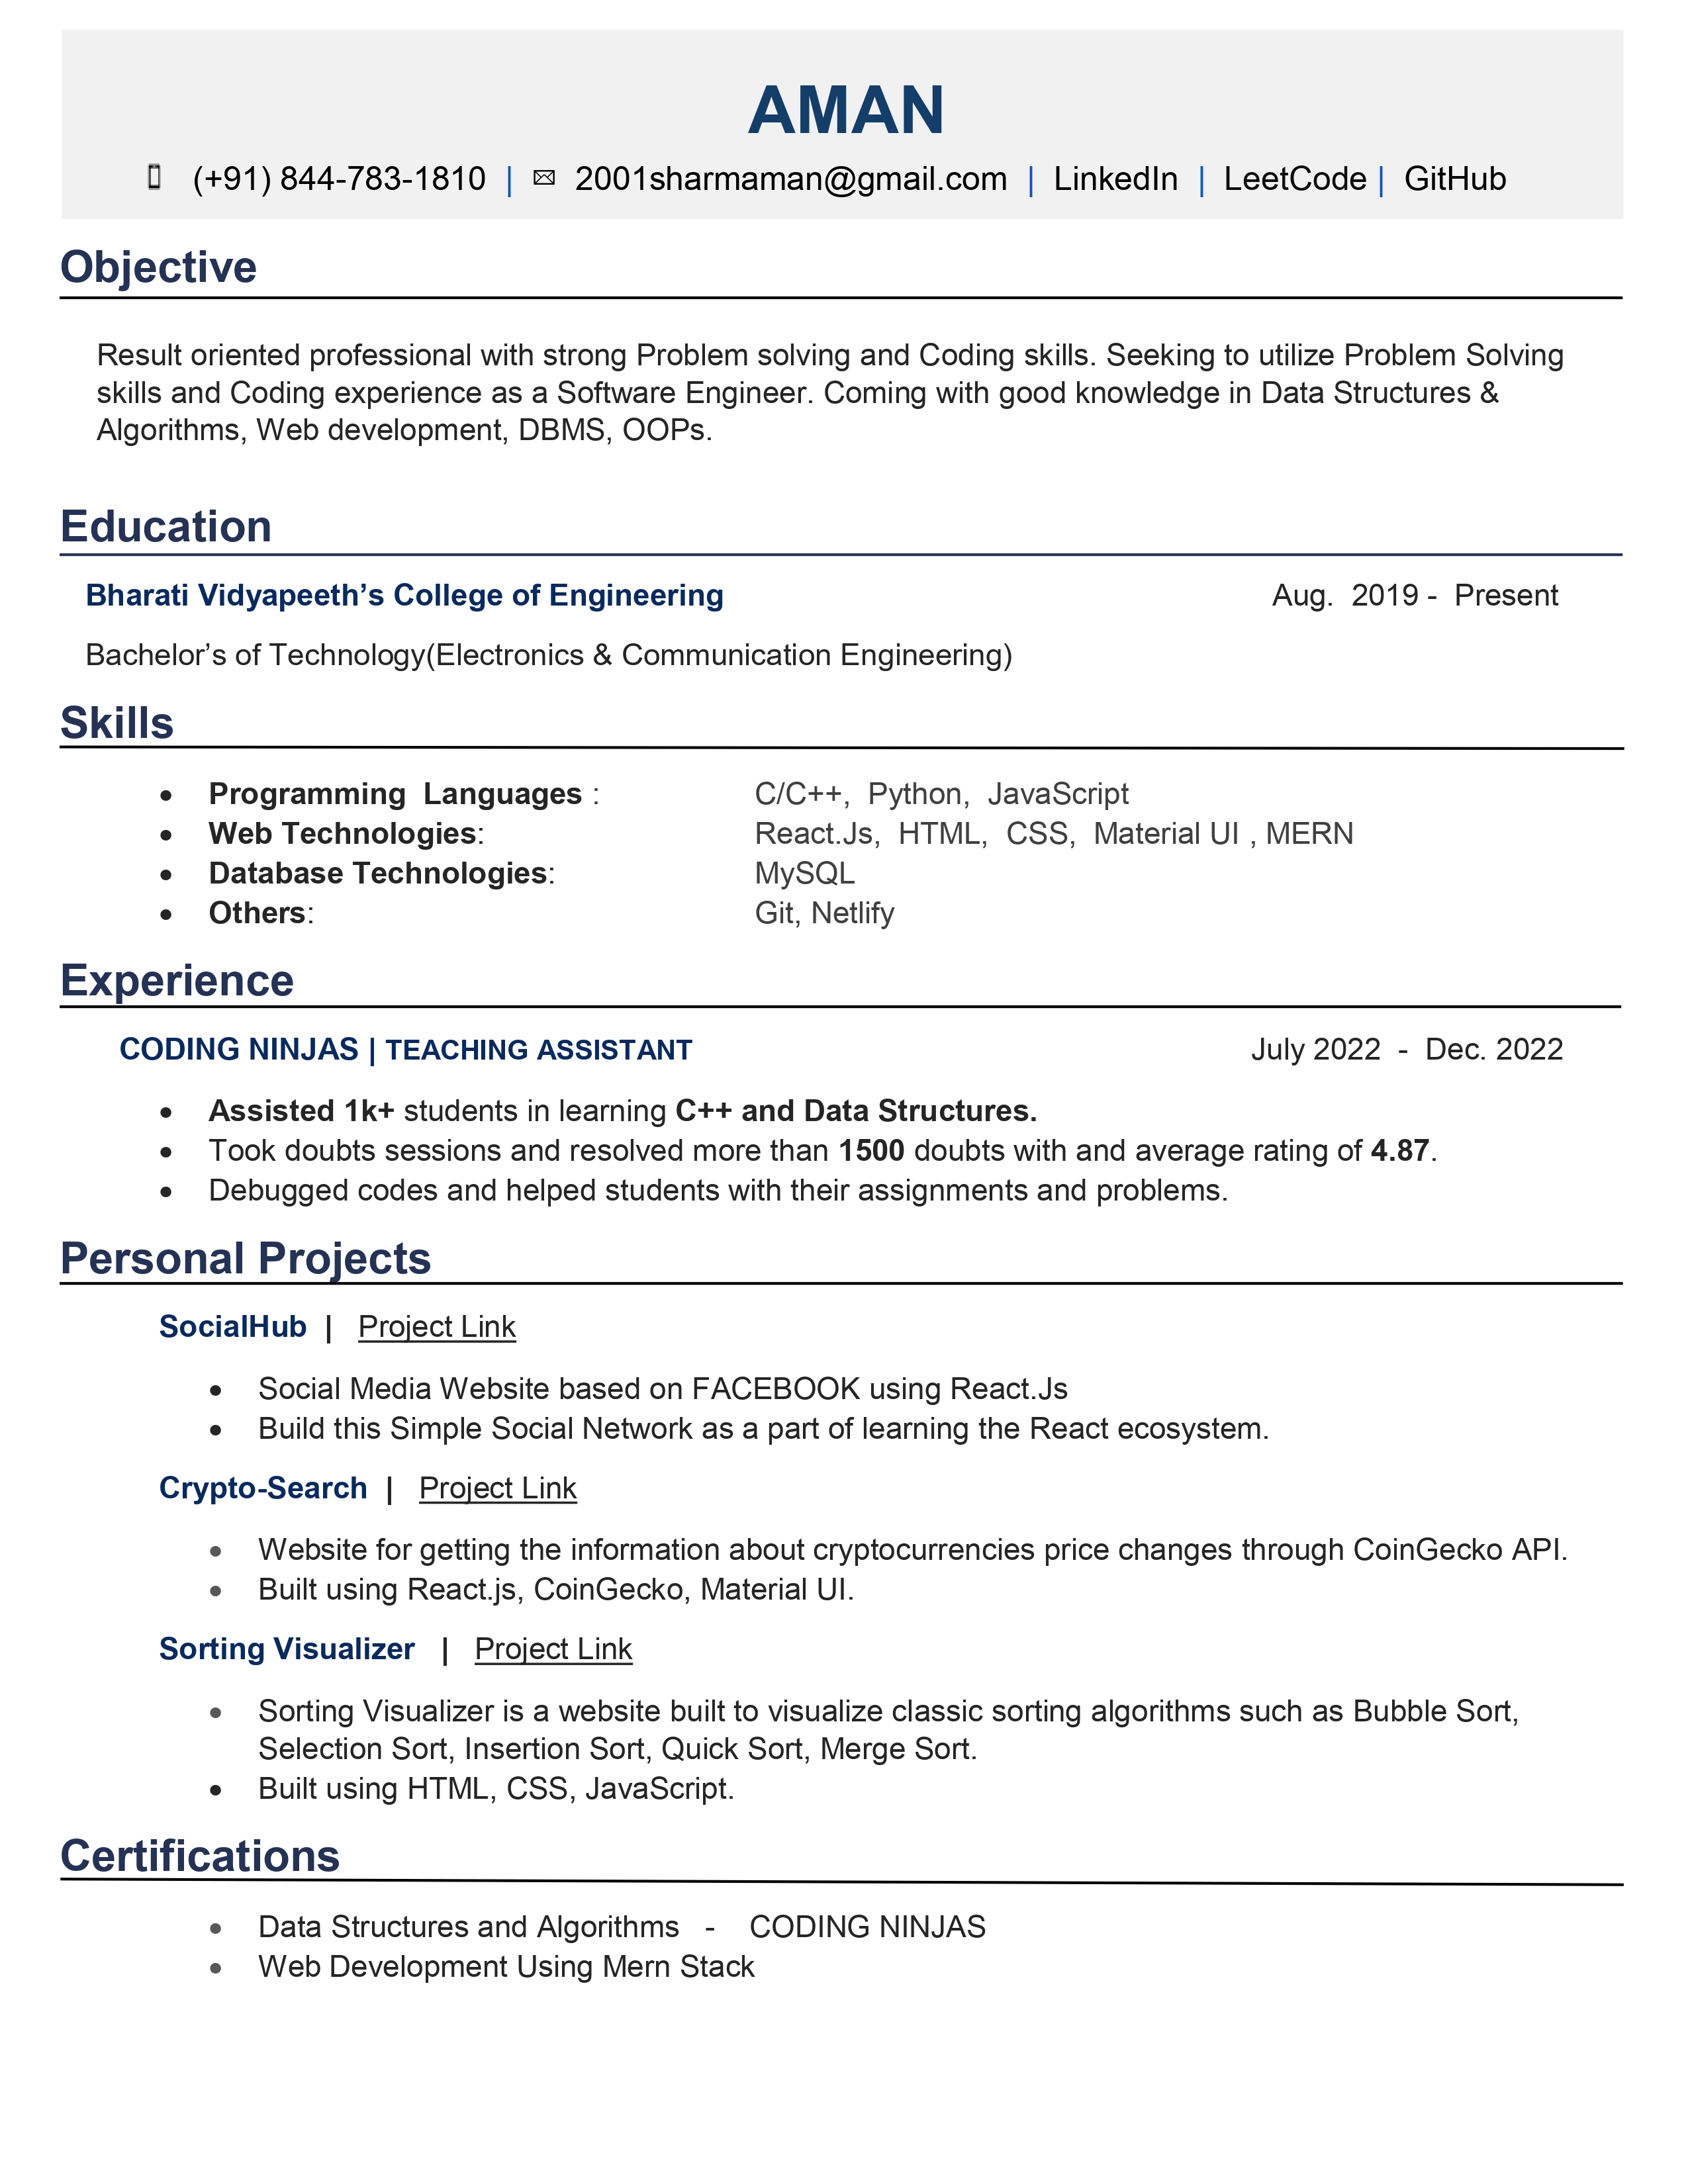 AMAN
(+91) 844-783-1810 | 2001sharmaman@gmail.com | LinkedIn | LeetCode | GitHub
Objective
Result oriented professional with strong Problem solving and Coding skills. Seeking to utilize Problem Solving
skills and Coding experience as a Software Engineer. Coming with good knowledge in Data Structures &
Algorithms, Web development, DBMS, OOPs.
Education
Bharati Vidyapeeth’s College of Engineering Aug. 2019 - Present
Bachelor’s of Technology(Electronics & Communication Engineering)
Skills
• Programming Languages : C/C++, Python, JavaScript
• Web Technologies: React.Js, HTML, CSS, Material UI , MERN
• Database Technologies: MySQL
• Others: Git, Netlify
Experience
CODING NINJAS | TEACHING ASSISTANT July 2022 - Dec. 2022
• Assisted 1k+ students in learning C++ and Data Structures.
• Took doubts sessions and resolved more than 1500 doubts with and average rating of 4.87.
• Debugged codes and helped students with their assignments and problems.
Personal Projects
SocialHub | Project Link
• Social Media Website based on FACEBOOK using React.Js
• Build this Simple Social Network as a part of learning the React ecosystem.
Crypto-Search | Project Link
• Website for getting the information about cryptocurrencies price changes through CoinGecko API.
• Built using React.js, CoinGecko, Material UI.
Sorting Visualizer | Project Link
• Sorting Visualizer is a website built to visualize classic sorting algorithms such as Bubble Sort,
Selection Sort, Insertion Sort, Quick Sort, Merge Sort.
• Built using HTML, CSS, JavaScript.
Certifications
• Data Structures and Algorithms - CODING NINJAS
• Web Development Using Mern Stack